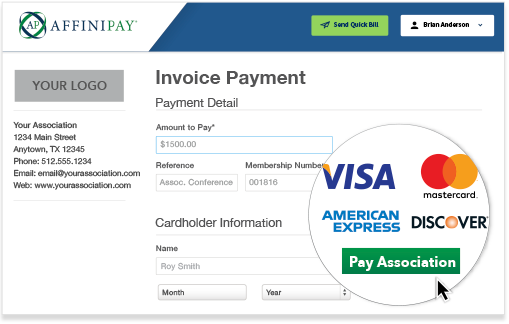 AP AFFINIPAY
Send Quick Bill
Brian Anderson
YOUR LOGO
Your Association
1234 Main Street
Anytown, TX 12345
Phone: 512.555.1234
Email: email@yourassociation.com
Web: www.yourassociation.com
Invoice Payment
Payment Detail
Amount to Pay*
$1500.00
Reference
Membership Number
Assoc. Conference
001816
Cardholder Information
Name
Roy Smith
Month
Year
VISA
mastercard.
AMERICAN
EXPRESS
DISCOVER
Pay Association